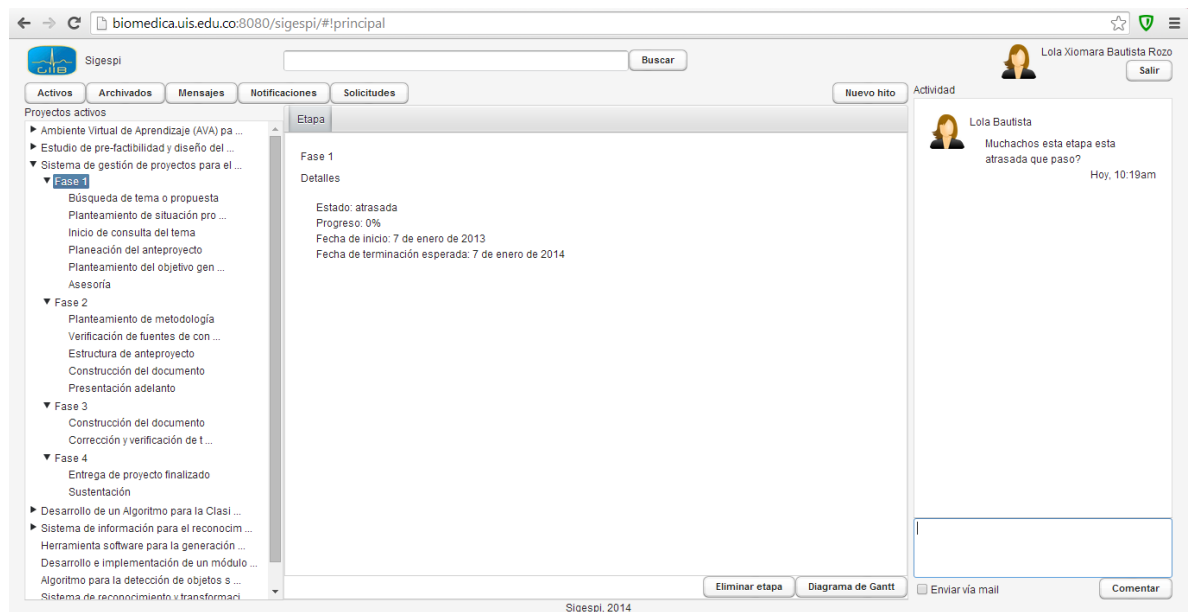 biomedica.uis.edu.co:8080/sigespi/#!principal
GIIB
Sigespi
Buscar
Lola Xiomara Bautista Rozo
Salir
Activos
Archivados
Mensajes
Notificaciones
Solicitudes
Nuevo hito
Proyectos activos
Ambiente Virtual de Aprendizaje (AVA) pa ...
Estudio de pre-factibilidad y diseño del ...
Sistema de gestión de proyectos para el ...
Fase 1
Búsqueda de tema o propuesta
Planteamiento de situación pro ...
Inicio de consulta del tema
Planeación del anteproyecto
Planteamiento del objetivo gen ...
Asesoría
Fase 2
Planteamiento de metodología
Verificación de fuentes de con ...
Estructura de anteproyecto
Construcción del documento
Presentación adelanto
Fase 3
Construcción del documento
Corrección y verificación de t ...
Fase 4
Entrega de proyecto finalizado
Sustentación
Desarrollo de un Algoritmo para la Clasi ...
Sistema de información para el reconocim ...
Herramienta software para la generación ...
Desarrollo e implementación de un módulo ...
Algoritmo para la detección de objetos s ...
Sistema de reconocimiento y transformaci
Etapa
Fase 1
Detalles
Estado: atrasada
Progreso: 0%
Fecha de inicio: 7 de enero de 2013
Fecha de terminación esperada: 7 de enero de 2014
Eliminar etapa
Diagrama de Gantt
Actividad
Lola Bautista
Muchachos esta etapa esta
atrasada que paso?
Hoy, 10:19am
Enviar vía mail
Comentar
Sigespi, 2014